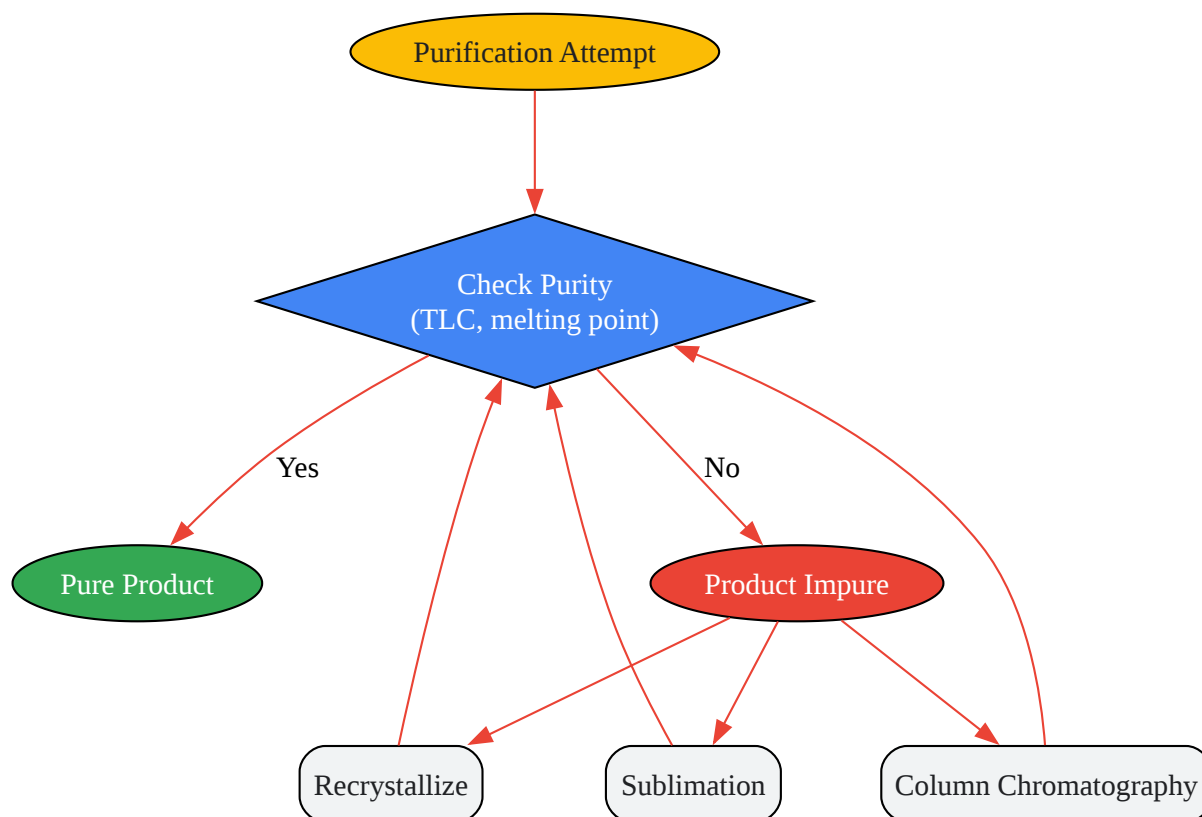 Purification Attempt
Check Purity
(TLC, melting point)
Yes
No
Pure Product
Product Impure
Recrystallize
Sublimation
Column Chromatography